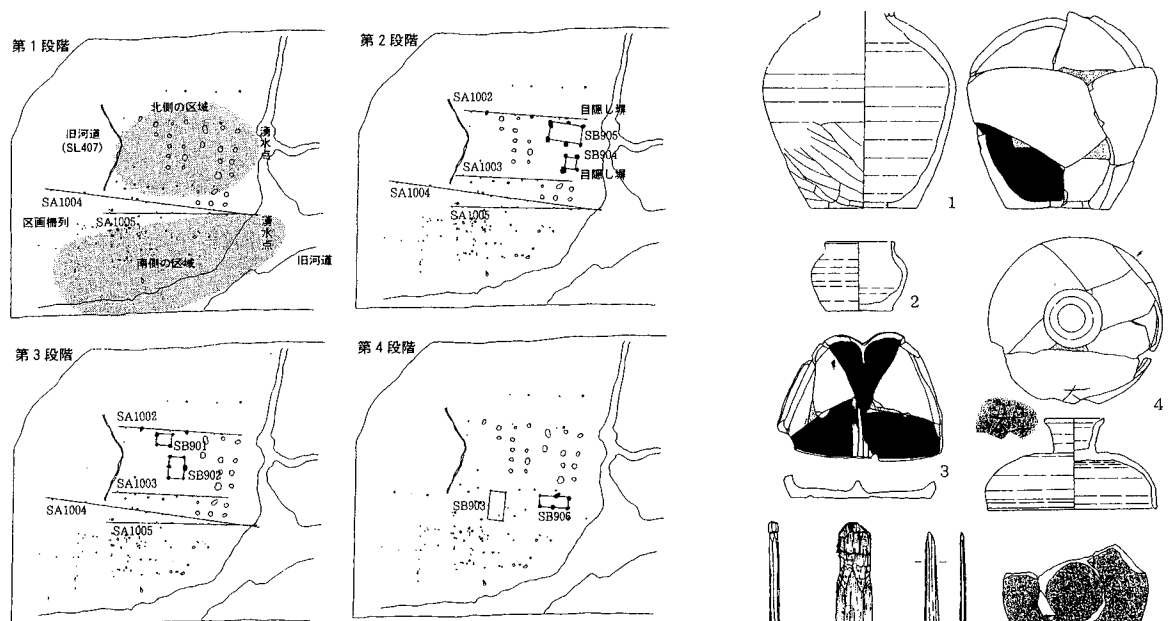 第1段階
北側の区域
旧河道
(SL407)
湧水点
SA1004
区画柵列
SA1005
湧水点
南側の区域
旧河道
第2段階
SA1002
目隠し塀
SB905
SB904
SA1003
目隠し塀
SA1004
SA1005
第3段階
SA1002
SB901
SB902
SA1003
SA1004
SA1005
第4段階
SB903
SB906
1
2
3
4